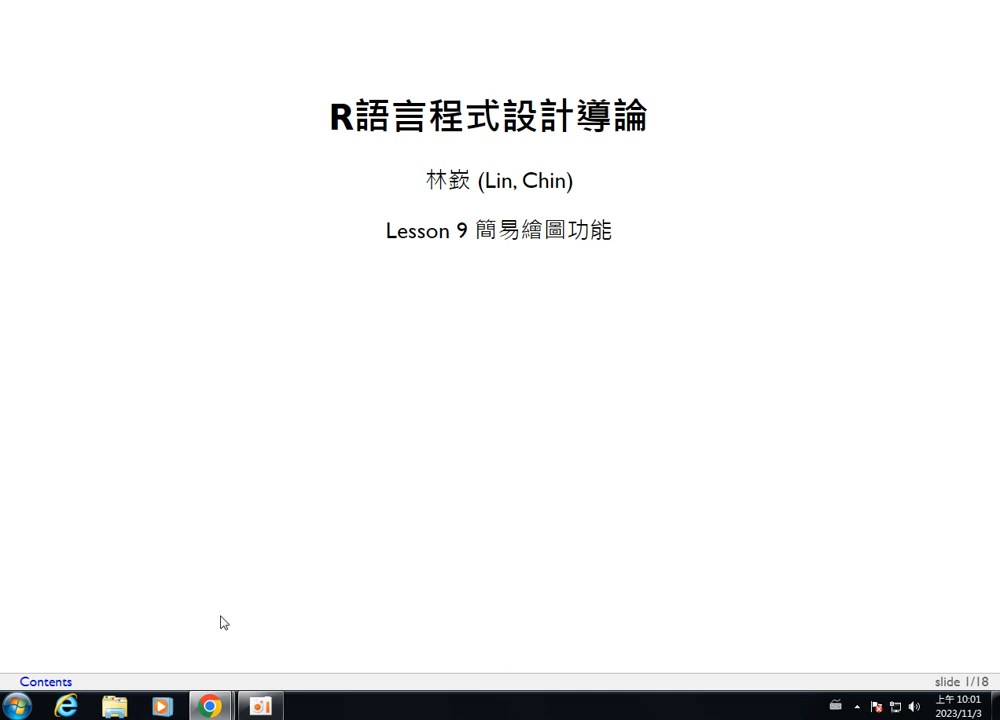 R語言程式設計導論
林嶔 (Lin, Chin)
Lesson 9 簡易繪圖功能
Contents
slide 1/18
上午 10:01
2023/11/3